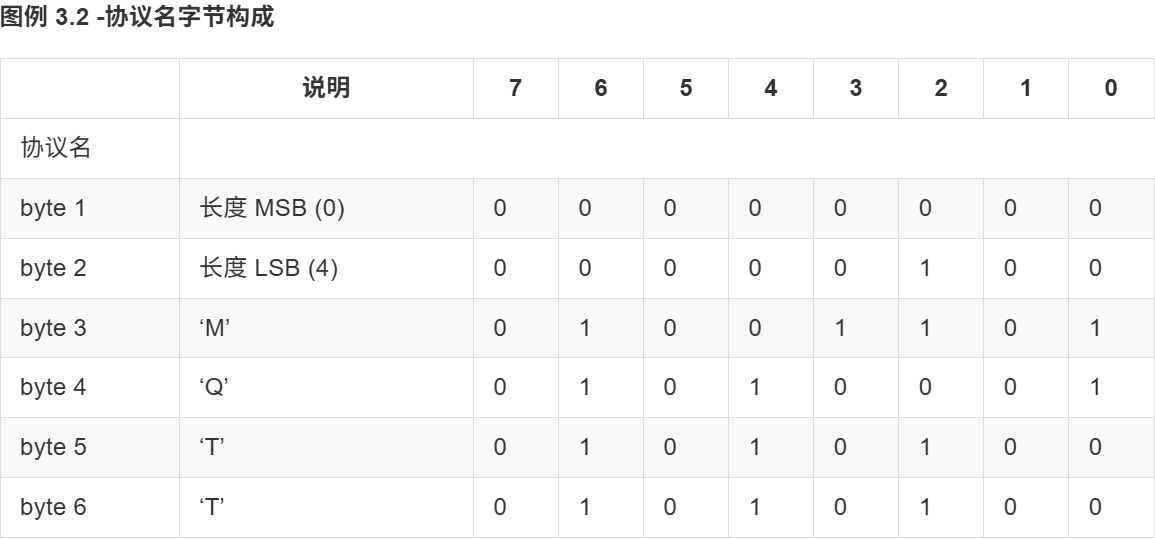 图例 3.2 -协议名字节构成
说明 7 6 5 4 3 2 1 0
协议名
byte 1 长度 MSB (0) 0 0 0 0 0 0 0 0
byte 2 长度 LSB (4) 0 0 0 0 0 1 0 0
byte 3 ‘M’ 0 1 0 0 1 1 0 1
byte 4 ‘Q’ 0 1 0 1 0 0 0 1
byte 5 ‘T’ 0 1 0 1 0 1 0 0
byte 6 ‘T’ 0 1 0 1 0 1 0 0